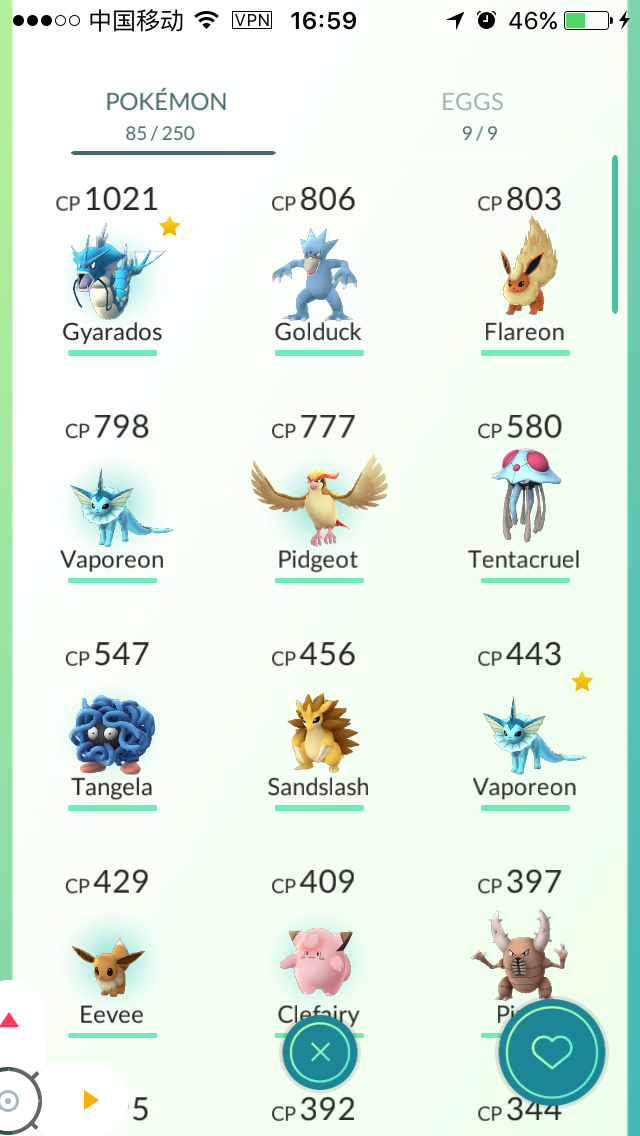 中国移动 VPN 16:59 46%
POKÉMON EGGS
85 / 250 9 / 9
CP 1021 CP 806 CP 803
Gyarados Golduck Flareon
CP 798 CP 777 CP 580
Vaporeon Pidgeot Tentacruel
CP 547 CP 456 CP 443
Tangela Sandslash Vaporeon
CP 429 CP 409 CP 397
Eevee Clefairy Pi
5 CP 392 CP 344